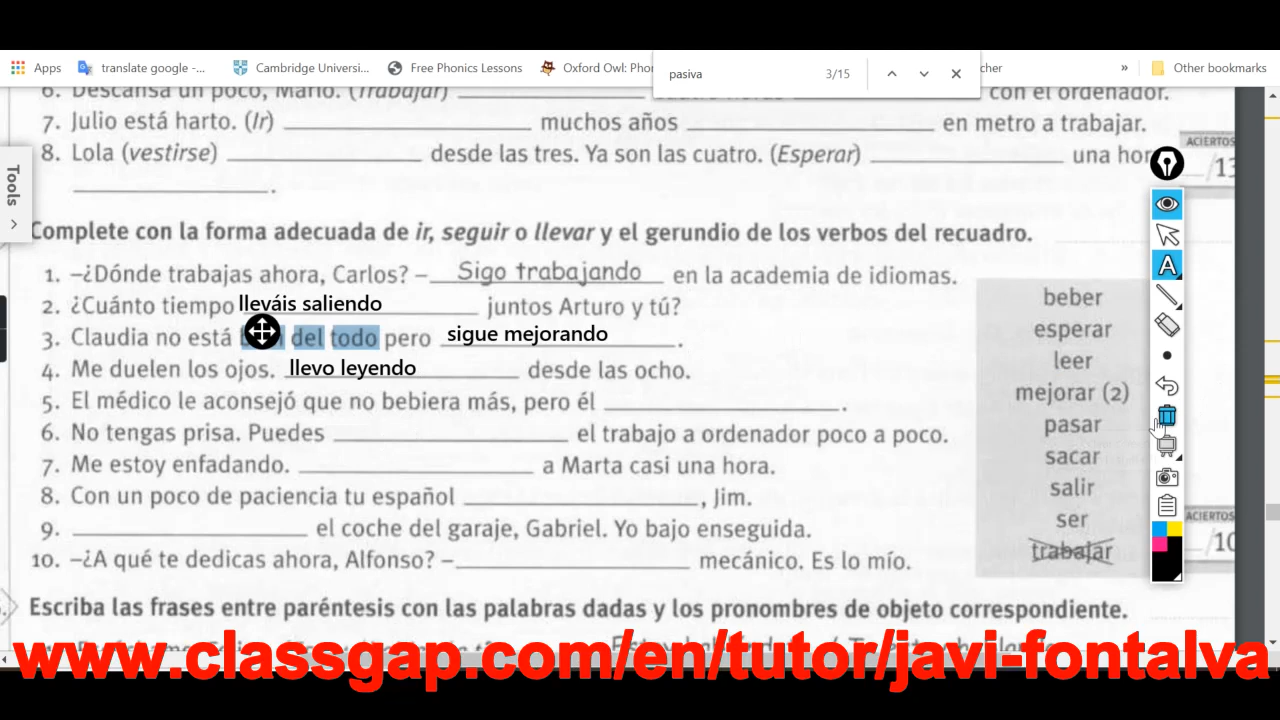 Apps translate google -... Cambridge Universi... Free Phonics Lessons Oxford Owl: Pho cher » Other bookmarks
pasiva 3/15
6. Descansa un poco, Mario. (Trabajar) con el ordenador.
7. Julio está harto. (Ir) muchos años en metro a trabajar.
8. Lola (vestirse) desde las tres. Ya son las cuatro. (Esperar) una hor
.
ACIERTOS
/13
Tools
Complete con la forma adecuada de ir, seguir o llevar y el gerundio de los verbos del recuadro.
1. –¿Dónde trabajas ahora, Carlos? – Sigo trabajando en la academia de idiomas.
2. ¿Cuánto tiempo lleváis saliendo juntos Arturo y tú?
3. Claudia no está del todo pero sigue mejorando .
4. Me duelen los ojos. llevo leyendo desde las ocho.
5. El médico le aconsejó que no bebiera más, pero él .
6. No tengas prisa. Puedes el trabajo a ordenador poco a poco.
7. Me estoy enfadando. a Marta casi una hora.
8. Con un poco de paciencia tu español , Jim.
9. el coche del garaje, Gabriel. Yo bajo enseguida.
10. –¿A qué te dedicas ahora, Alfonso? – mecánico. Es lo mío.
beber
esperar
leer
mejorar (2)
pasar
sacar
salir
ser
trabajar
A
ACIERTOS
/10
Escriba las frases entre paréntesis con las palabras dadas y los pronombres de objeto correspondiente.
www.classgap.com/en/tutor/javi-fontalva